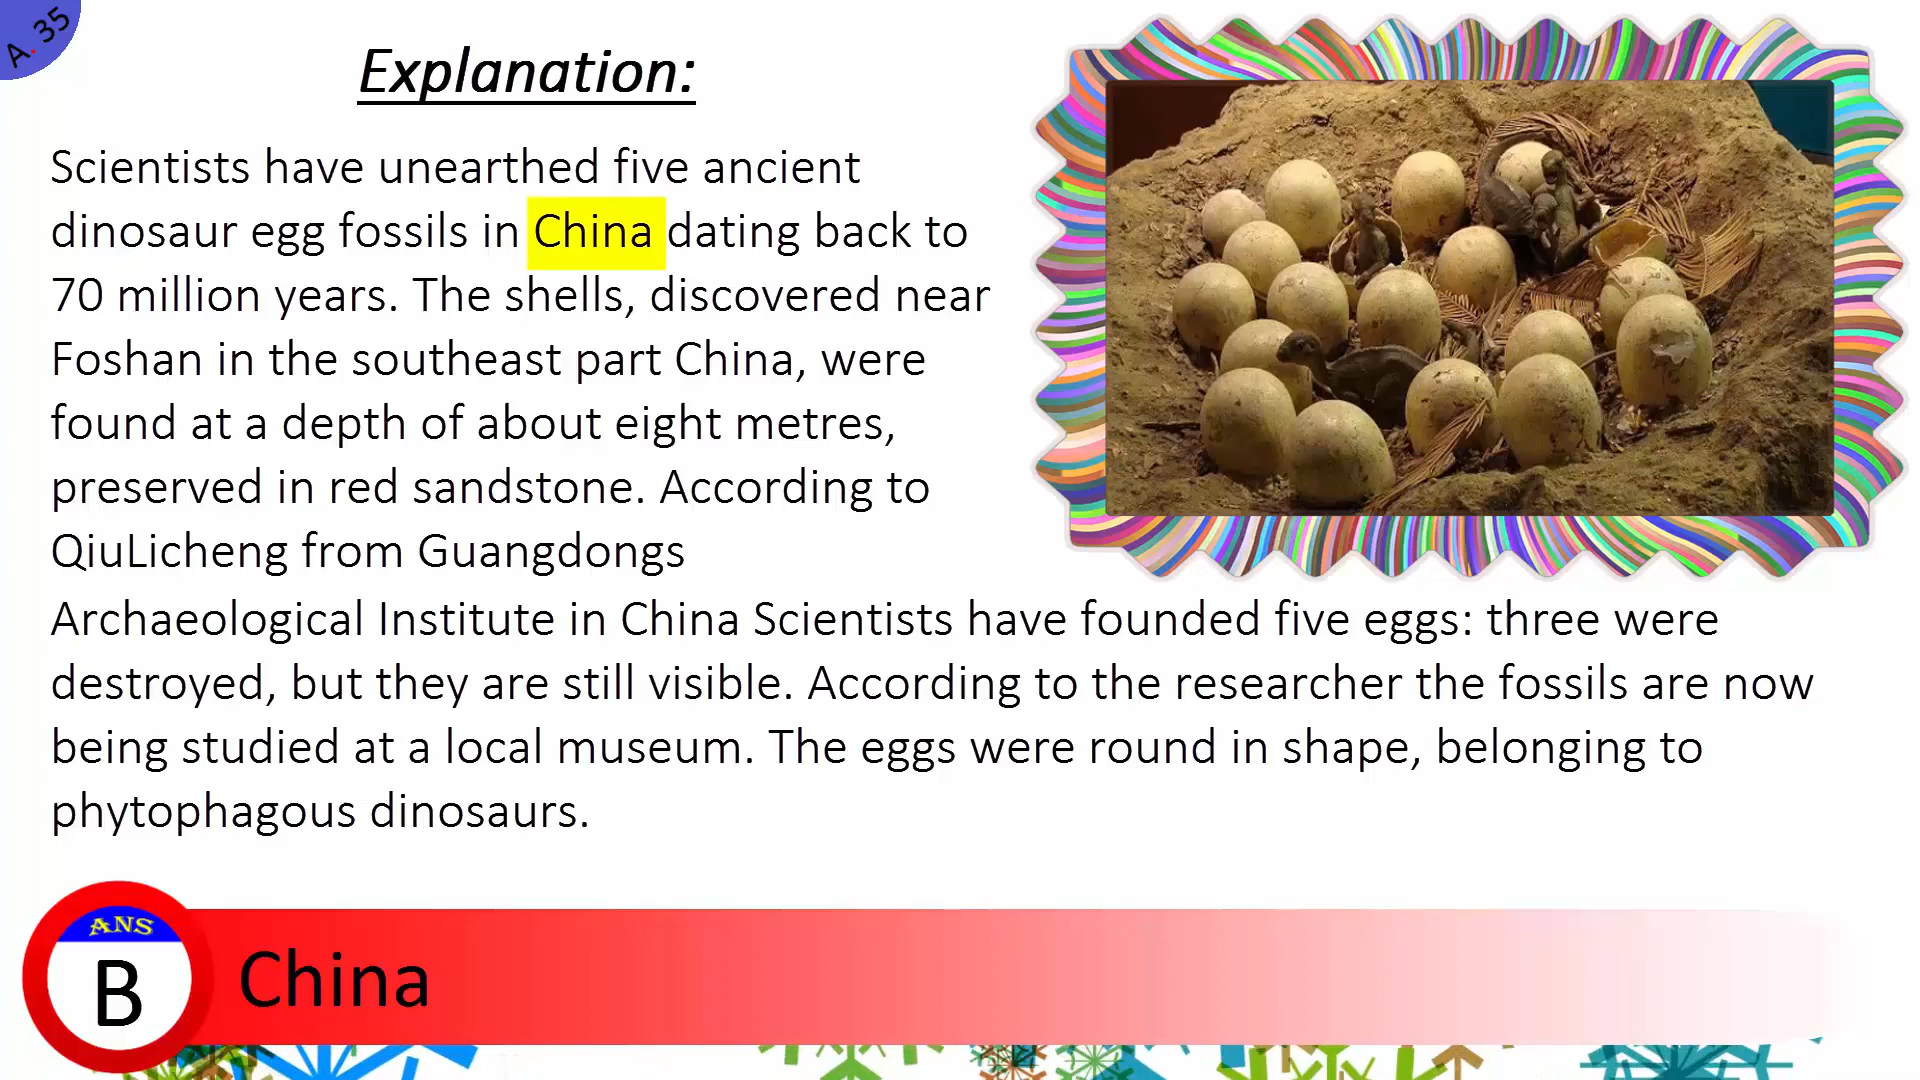 A. 35
Explanation:
Scientists have unearthed five ancient
dinosaur egg fossils in China dating back to
70 million years. The shells, discovered near
Foshan in the southeast part China, were
found at a depth of about eight metres,
preserved in red sandstone. According to
QiuLicheng from Guangdongs
Archaeological Institute in China Scientists have founded five eggs: three were
destroyed, but they are still visible. According to the researcher the fossils are now
being studied at a local museum. The eggs were round in shape, belonging to
phytophagous dinosaurs.
ANS
B
China